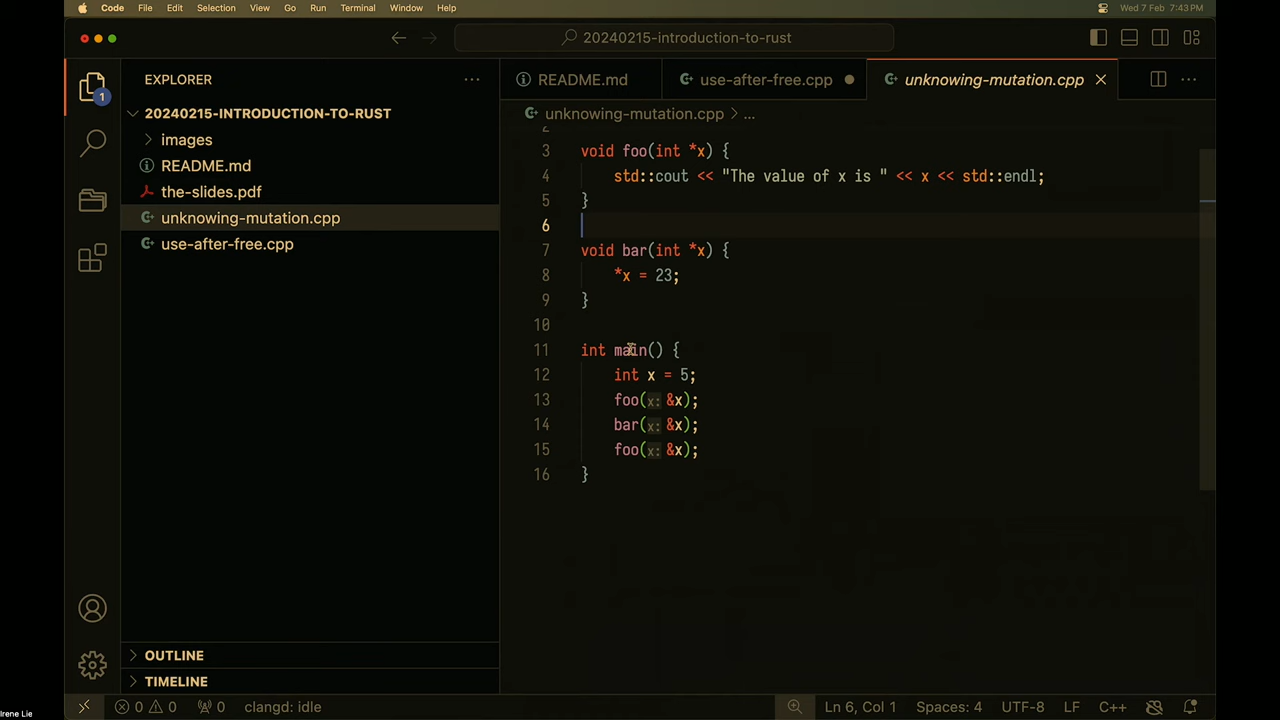 Code File Edit Selection View Go Run Terminal Window Help Wed 7 Feb 7:43 PM
20240215-introduction-to-rust
EXPLORER
README.md use-after-free.cpp unknowing-mutation.cpp
1
20240215-INTRODUCTION-TO-RUST
unknowing-mutation.cpp > ...
images
README.md
the-slides.pdf
unknowing-mutation.cpp
use-after-free.cpp
2
3 void foo(int *x) {
4 std::cout << "The value of x is " << x << std::endl;
5 }
6
7 void bar(int *x) {
8 *x = 23;
9 }
10
11 int main() {
12 int x = 5;
13 foo(x: &x);
14 bar(x: &x);
15 foo(x: &x);
16 }
OUTLINE
TIMELINE
0 0 0 clangd: idle Ln 6, Col 1 Spaces: 4 UTF-8 LF C++
Irene Lie